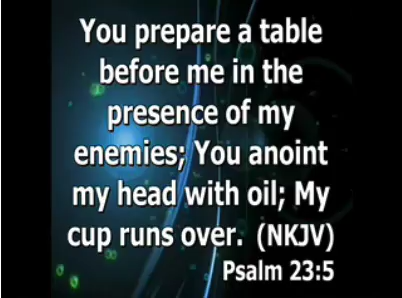 You prepare a table
before me in the
presence of my
enemies; You anoint
my head with oil; My
cup runs over. (NKJV)
Psalm 23:5